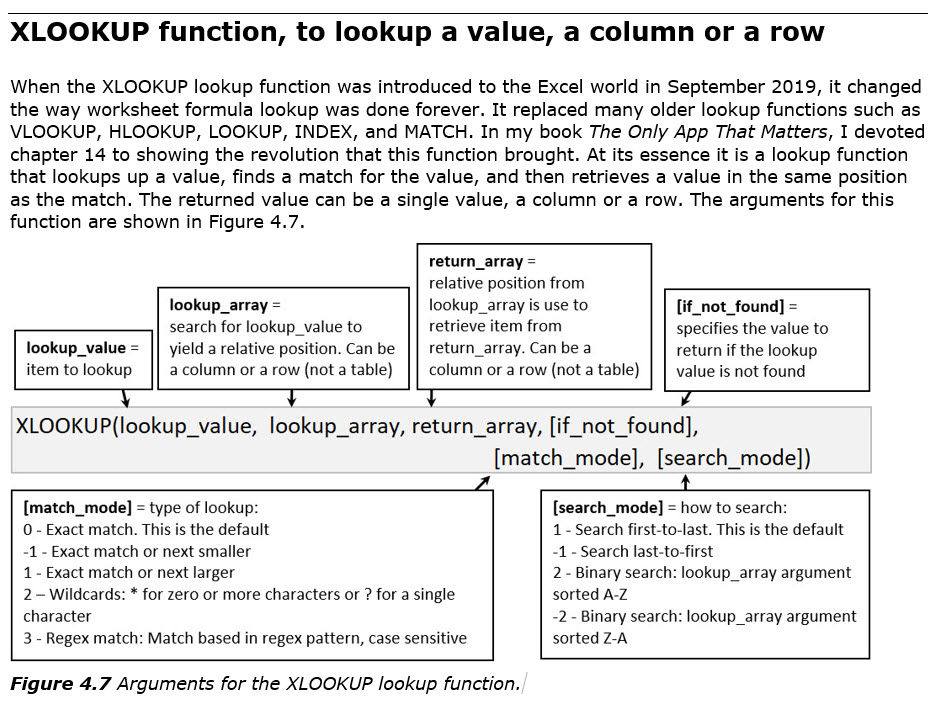 XLOOKUP function, to lookup a value, a column or a row
When the XLOOKUP lookup function was introduced to the Excel world in September 2019, it changed
the way worksheet formula lookup was done forever. It replaced many older lookup functions such as
VLOOKUP, HLOOKUP, LOOKUP, INDEX, and MATCH. In my book The Only App That Matters, I devoted
chapter 14 to showing the revolution that this function brought. At its essence it is a lookup function
that lookups up a value, finds a match for the value, and then retrieves a value in the same position
as the match. The returned value can be a single value, a column or a row. The arguments for this
function are shown in Figure 4.7.
lookup_value =
item to lookup
lookup_array =
search for lookup_value to
yield a relative position. Can be
a column or a row (not a table)
return_array =
relative position from
lookup_array is use to
retrieve item from
return_array. Can be a
column or a row (not a table)
[if_not_found] =
specifies the value to
return if the lookup
value is not found
XLOOKUP(lookup_value, lookup_array, return_array, [if_not_found],
[match_mode], [search_mode])
[match_mode] = type of lookup:
0 - Exact match. This is the default
-1 - Exact match or next smaller
1 - Exact match or next larger
2 – Wildcards: * for zero or more characters or ? for a single
character
3 - Regex match: Match based in regex pattern, case sensitive
[search_mode] = how to search:
1 - Search first-to-last. This is the default
-1 - Search last-to-first
2 - Binary search: lookup_array argument
sorted A-Z
-2 - Binary search: lookup_array argument
sorted Z-A
Figure 4.7 Arguments for the XLOOKUP lookup function.